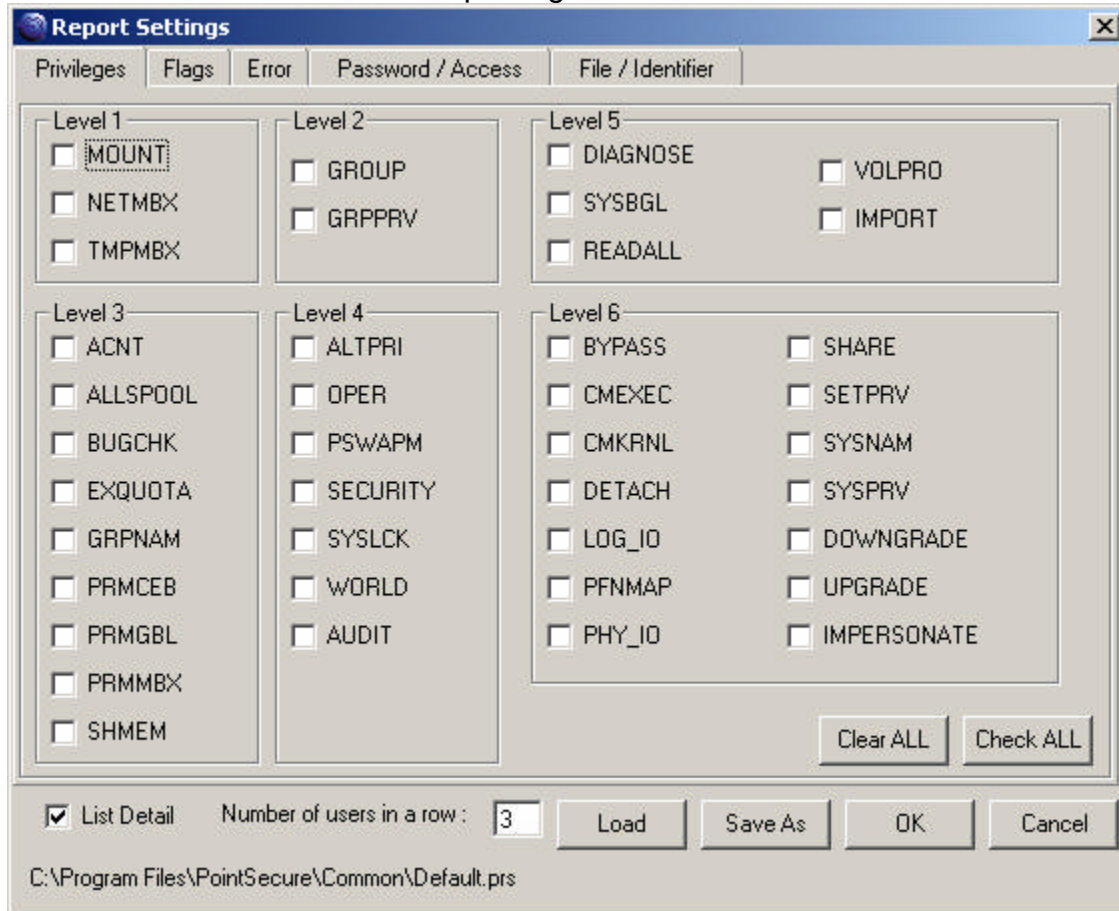 Report Settings
Privileges Flags Error Password / Access File / Identifier
Level 1
MOUNT
NETMBX
TMPMBX
Level 2
GROUP
GRPPRV
Level 5
DIAGNOSE
SYSBGL
READALL
VOLPRO
IMPORT
Level 3
ACNT
ALLSPOOL
BUGCHK
EXQUOTA
GRPNAM
PRMCEB
PRMGBL
PRMMBX
SHMEM
Level 4
ALTPRI
OPER
PSWAPM
SECURITY
SYSLCK
WORLD
AUDIT
Level 6
BYPASS
CMEXEC
CMKRNL
DETACH
LOG_IO
PFNMAP
PHY_IO
SHARE
SETPRV
SYSNAM
SYSPRV
DOWNGRADE
UPGRADE
IMPERSONATE
Clear ALL Check ALL
List Detail Number of users in a row : 3 Load Save As OK Cancel
C:\Program Files\PointSecure\Common\Default.prs